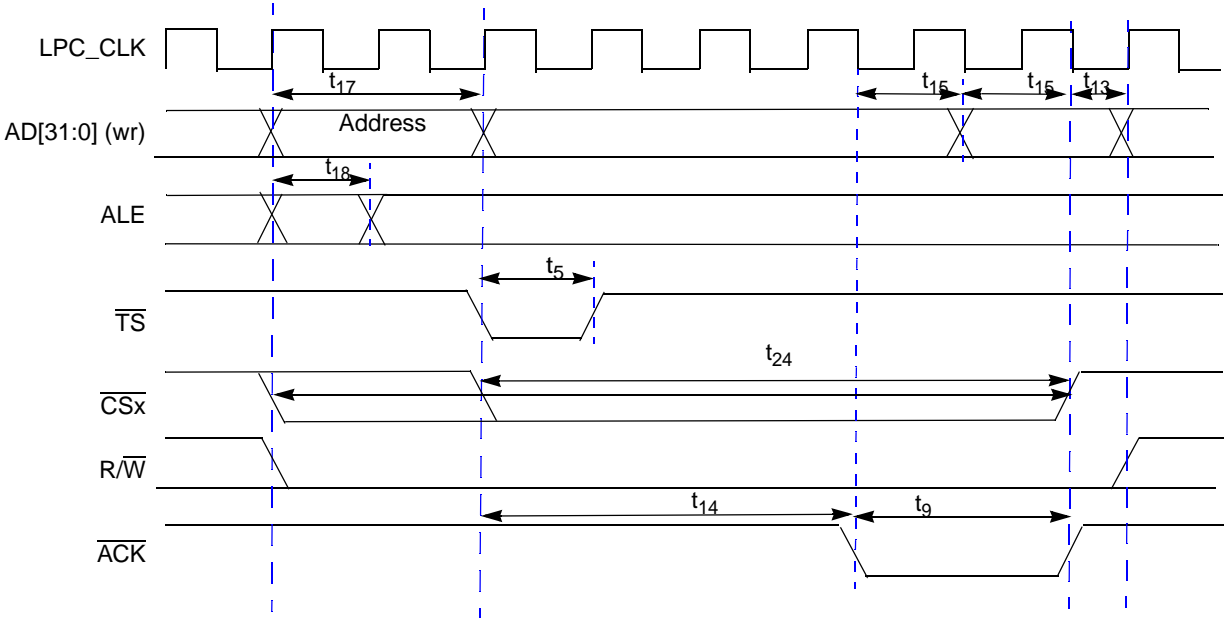 LPC_CLK
t17
t15
t15
t13
AD[31:0] (wr)
Address
t18
ALE
t5
TS
t24
CSx
R/W
t14
t9
ACK